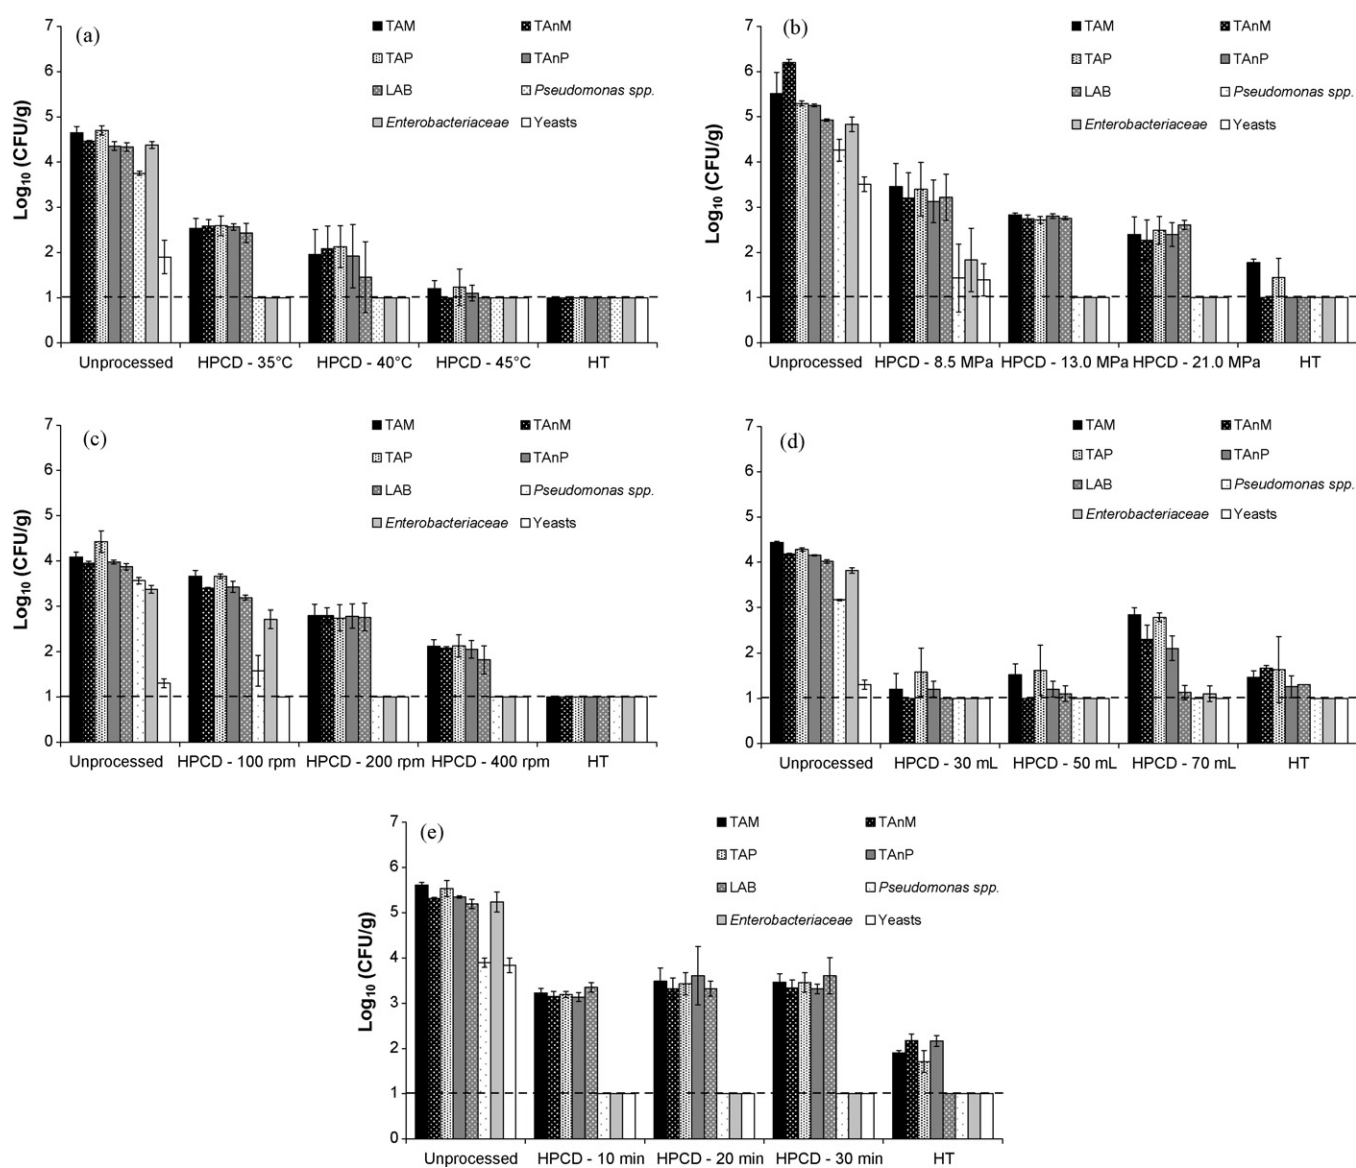 (a)
TAM TAnM
TAP TAnP
LAB Pseudomonas spp.
Enterobacteriaceae Yeasts
Log10 (CFU/g)
7
6
5
4
3
2
1
0
Unprocessed HPCD - 35°C HPCD - 40°C HPCD - 45°C HT
(b)
TAM TAnM
TAP TAnP
LAB Pseudomonas spp.
Enterobacteriaceae Yeasts
Log10 (CFU/g)
7
6
5
4
3
2
1
0
Unprocessed HPCD - 8.5 MPa HPCD - 13.0 MPa HPCD - 21.0 MPa HT
(c)
TAM TAnM
TAP TAnP
LAB Pseudomonas spp.
Enterobacteriaceae Yeasts
Log10 (CFU/g)
7
6
5
4
3
2
1
0
Unprocessed HPCD - 100 rpm HPCD - 200 rpm HPCD - 400 rpm HT
(d)
TAM TAnM
TAP TAnP
LAB Pseudomonas spp.
Enterobacteriaceae Yeasts
Log10 (CFU/g)
7
6
5
4
3
2
1
0
Unprocessed HPCD - 30 mL HPCD - 50 mL HPCD - 70 mL HT
(e)
TAM TAnM
TAP TAnP
LAB Pseudomonas spp.
Enterobacteriaceae Yeasts
Log10 (CFU/g)
7
6
5
4
3
2
1
0
Unprocessed HPCD - 10 min HPCD - 20 min HPCD - 30 min HT